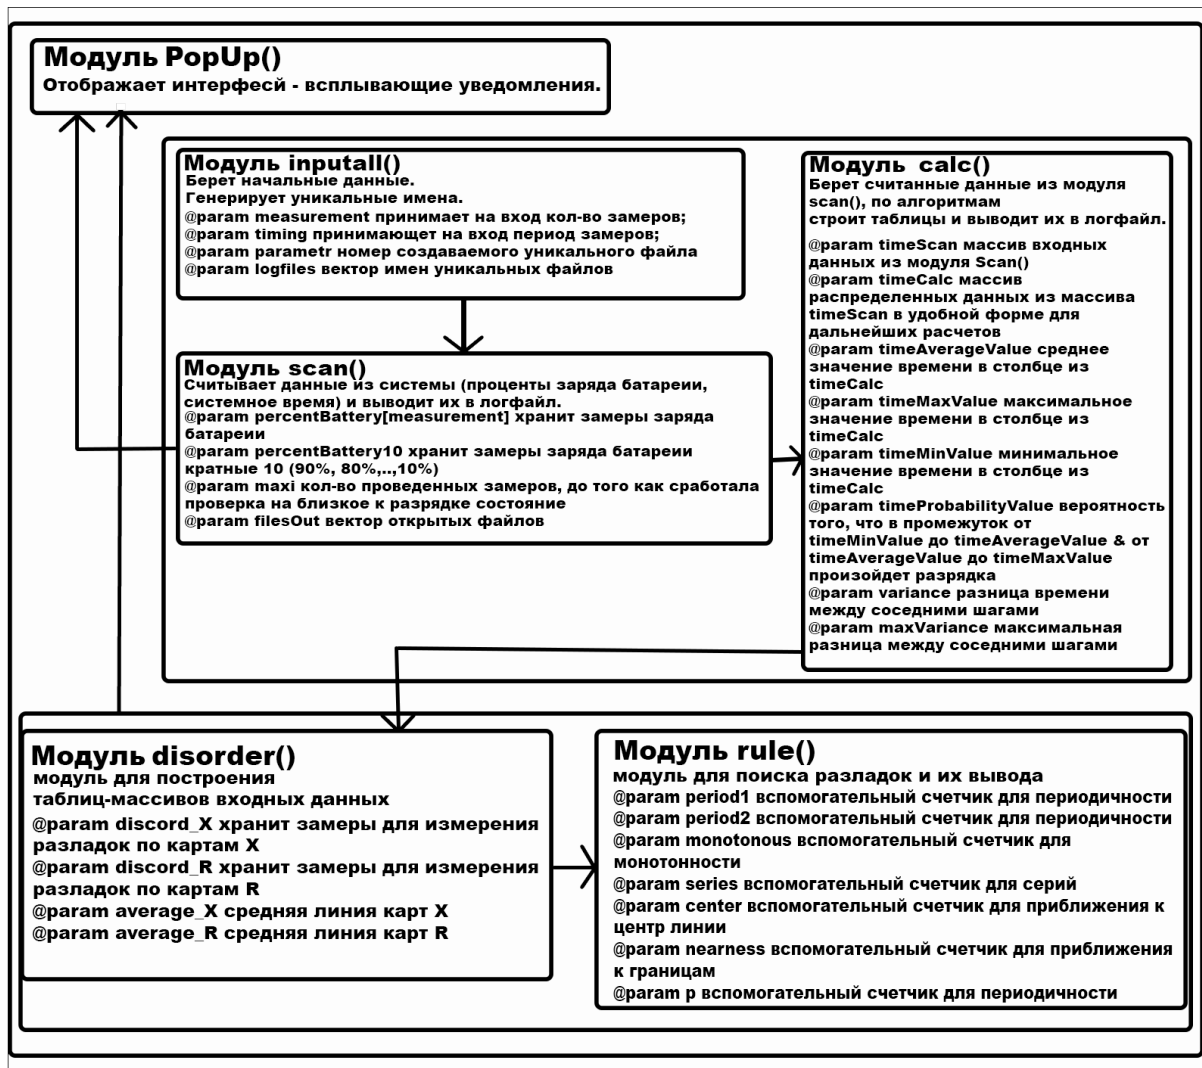 Модуль PopUp()
Отображает интерфесй - всплывающие уведомления.
Модуль inputall()
Берет начальные данные.
Генерирует уникальные имена.
@param measurement принимает на вход кол-во замеров;
@param timing принимающет на вход период замеров;
@param parametr номер создаваемого уникального файла
@param logfiles вектор имен уникальных файлов
Модуль scan()
Считывает данные из системы (проценты заряда батареии,
системное время) и выводит их в логфайл.
@param percentBattery[measurement] хранит замеры заряда
батареии
@param percentBattery10 хранит замеры заряда батареии
кратные 10 (90%, 80%,..,10%)
@param maxi кол-во проведенных замеров, до того как сработала
проверка на близкое к разрядке состояние
@param filesOut вектор открытых файлов
Модуль calc()
Берет считанные данные из модуля
scan(), по алгоритмам
строит таблицы и выводит их в логфайл.
@param timeScan массив входных
данных из модуля Scan()
@param timeCalc массив
распределенных данных из массива
timeScan в удобной форме для
дальнейших расчетов
@param timeAverageValue среднее
значение времени в столбце из
timeCalc
@param timeMaxValue максимальное
значение времени в столбце из
timeCalc
@param timeMinValue минимальное
значение времени в столбце из
timeCalc
@param timeProbabilityValue вероятность
того, что в промежуток от
timeMinValue до timeAverageValue & от
timeAverageValue до timeMaxValue
произойдет разрядка
@param variance разница времени
между соседними шагами
@param maxVariance максимальная
разница между соседними шагами
Модуль disorder()
модуль для построения
таблиц-массивов входных данных
@param discord_X хранит замеры для измерения
разладок по картам X
@param discord_R хранит замеры для измерения
разладок по картам R
@param average_X средняя линия карт X
@param average_R средняя линия карт R
Модуль rule()
модуль для поиска разладок и их вывода
@param period1 вспомогательный счетчик для периодичности
@param period2 вспомогательный счетчик для периодичности
@param monotonous вспомогательный счетчик для
монотонности
@param series вспомогательный счетчик для серий
@param center вспомогательный счетчик для приближения к
центр линии
@param nearness вспомогательный счетчик для приближения
к границам
@param p вспомогательный счетчик для периодичности